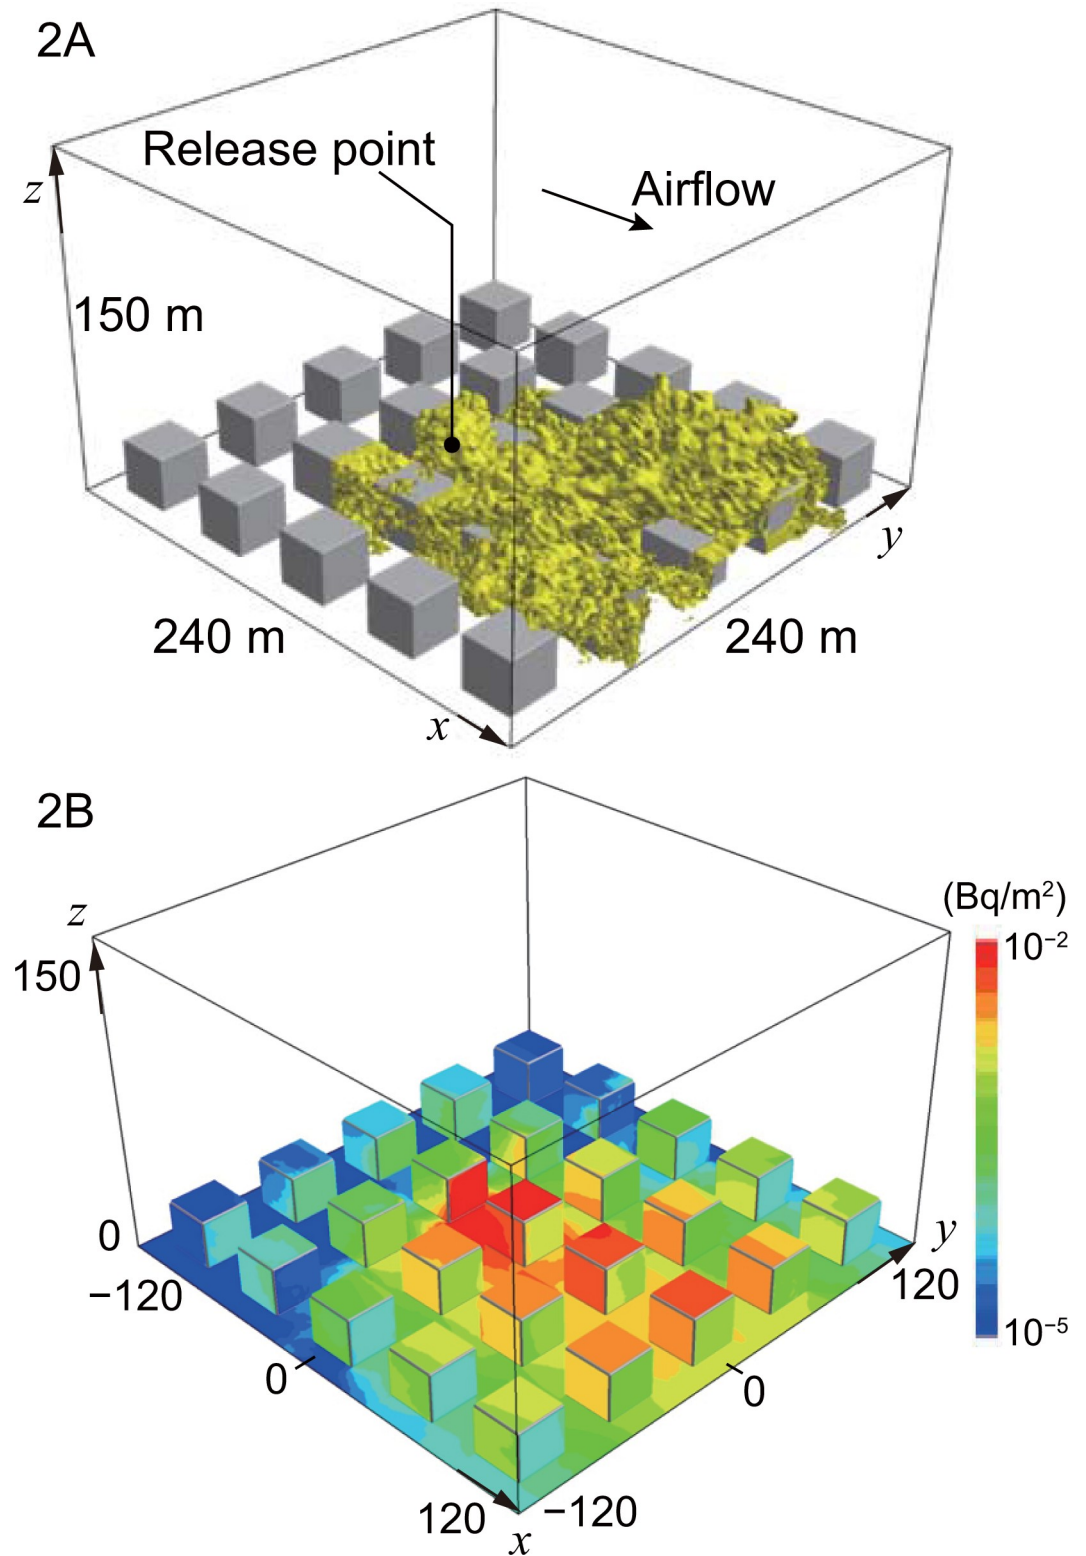 2A
Release point
Airflow
z
150 m
y
240 m
240 m
x
2B
(Bq/m²)
z
10⁻²
150
0
y
−120
120
10⁻⁵
0
0
120
−120
x